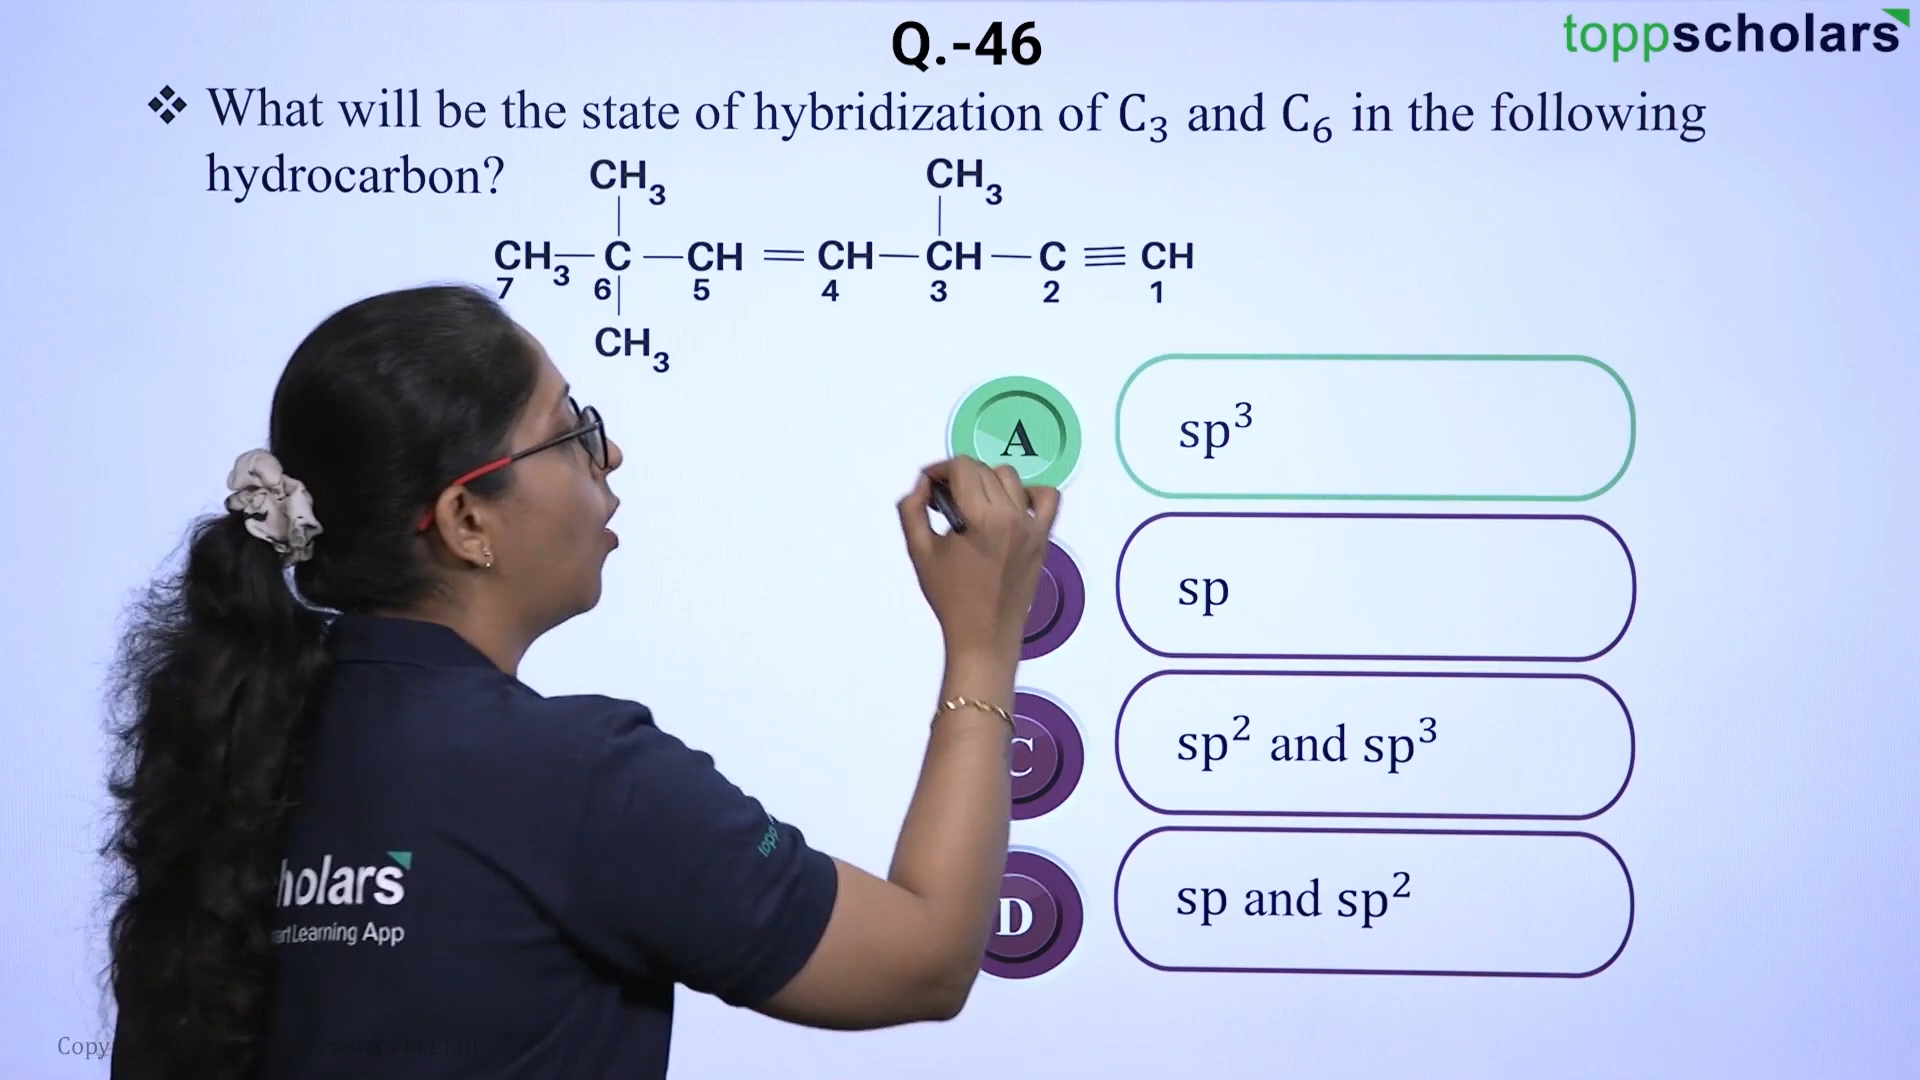 Q.-46
toppscholars
❖ What will be the state of hybridization of C₃ and C₆ in the following
hydrocarbon?
CH₃ CH₃
CH₃ — C — CH = CH — CH — C ≡ CH
7 6 5 4 3 2 1
CH₃
A sp³
sp
C sp² and sp³
D sp and sp²
holars
Learning App
Copy